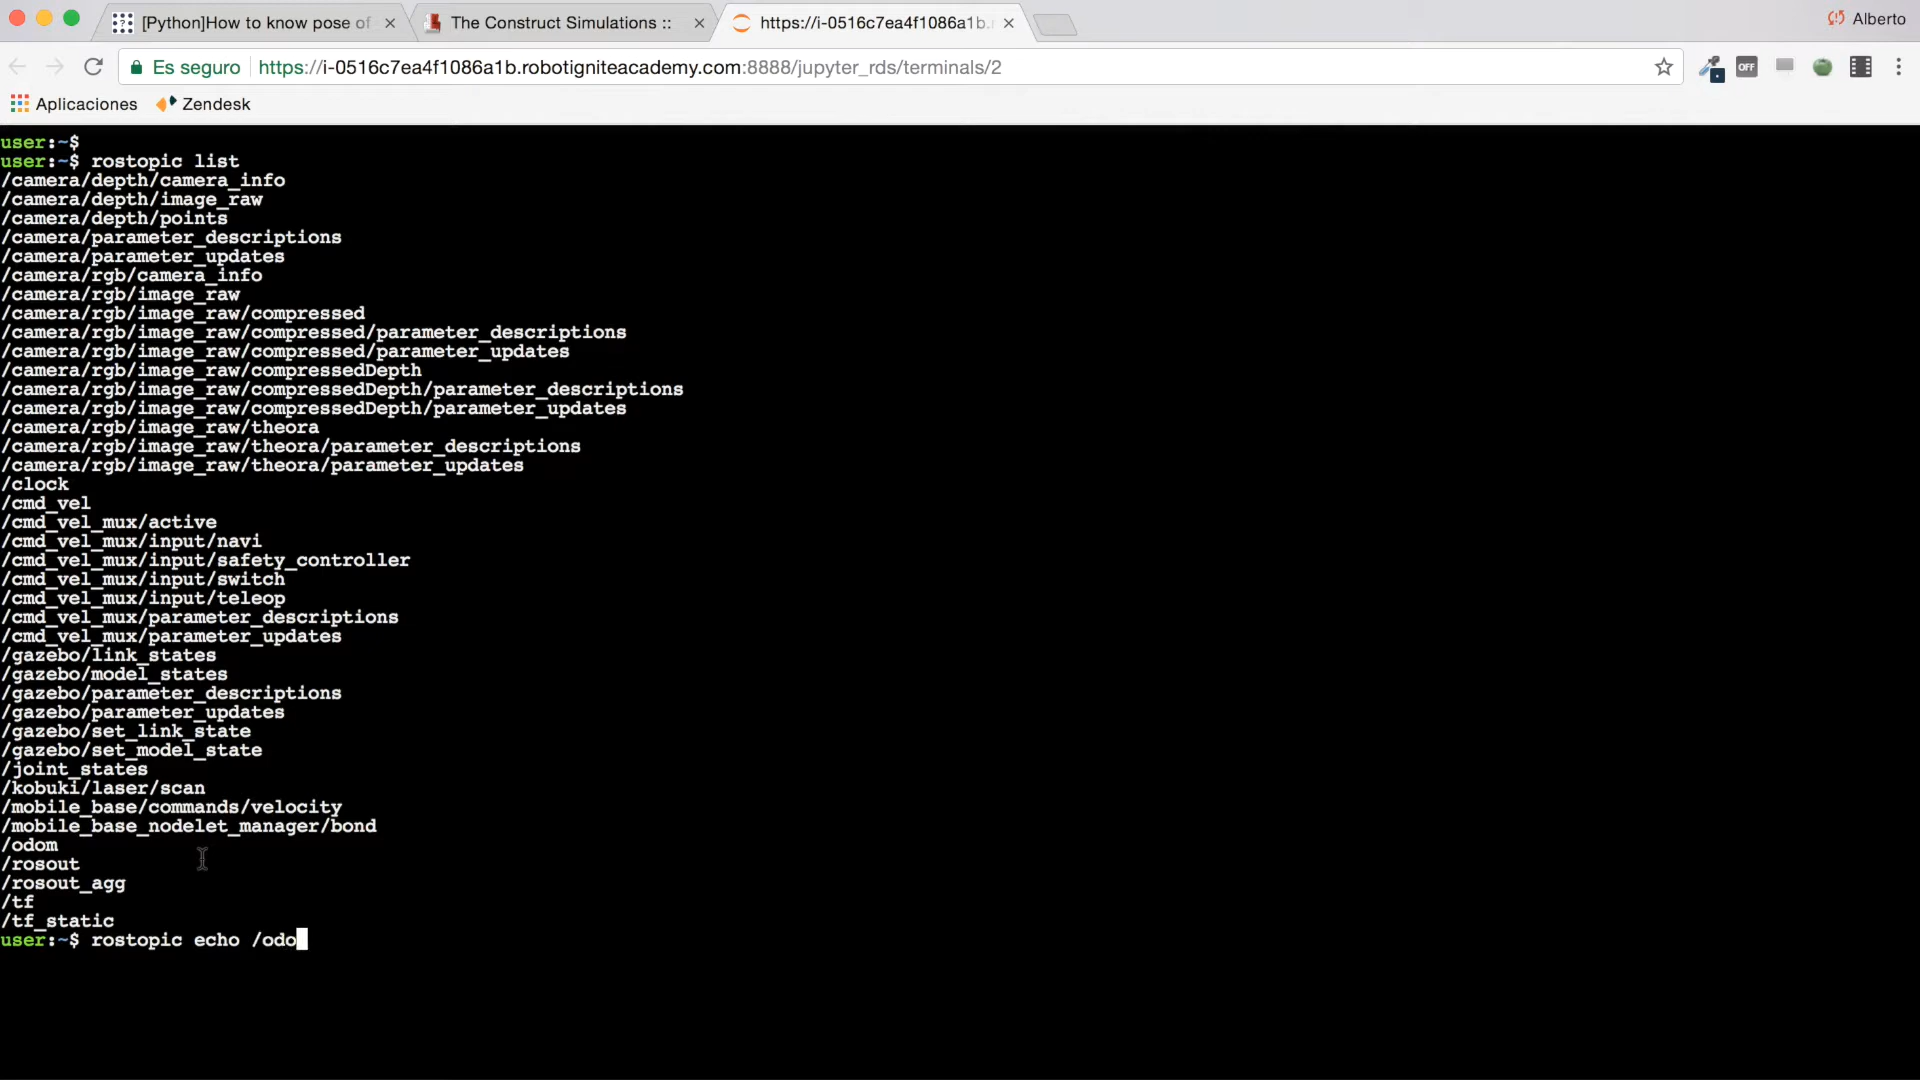 [Python]How to know pose of
The Construct Simulations ::
https://i-0516c7ea4f1086a1b.
Alberto
Es seguro
https://i-0516c7ea4f1086a1b.robotigniteacademy.com:8888/jupyter_rds/terminals/2
OFF
Aplicaciones
Zendesk
user:~$
user:~$ rostopic list
/camera/depth/camera_info
/camera/depth/image_raw
/camera/depth/points
/camera/parameter_descriptions
/camera/parameter_updates
/camera/rgb/camera_info
/camera/rgb/image_raw
/camera/rgb/image_raw/compressed
/camera/rgb/image_raw/compressed/parameter_descriptions
/camera/rgb/image_raw/compressed/parameter_updates
/camera/rgb/image_raw/compressedDepth
/camera/rgb/image_raw/compressedDepth/parameter_descriptions
/camera/rgb/image_raw/compressedDepth/parameter_updates
/camera/rgb/image_raw/theora
/camera/rgb/image_raw/theora/parameter_descriptions
/camera/rgb/image_raw/theora/parameter_updates
/clock
/cmd_vel
/cmd_vel_mux/active
/cmd_vel_mux/input/navi
/cmd_vel_mux/input/safety_controller
/cmd_vel_mux/input/switch
/cmd_vel_mux/input/teleop
/cmd_vel_mux/parameter_descriptions
/cmd_vel_mux/parameter_updates
/gazebo/link_states
/gazebo/model_states
/gazebo/parameter_descriptions
/gazebo/parameter_updates
/gazebo/set_link_state
/gazebo/set_model_state
/joint_states
/kobuki/laser/scan
/mobile_base/commands/velocity
/mobile_base_nodelet_manager/bond
/odom
/rosout
/rosout_agg
/tf
/tf_static
user:~$ rostopic echo /odo